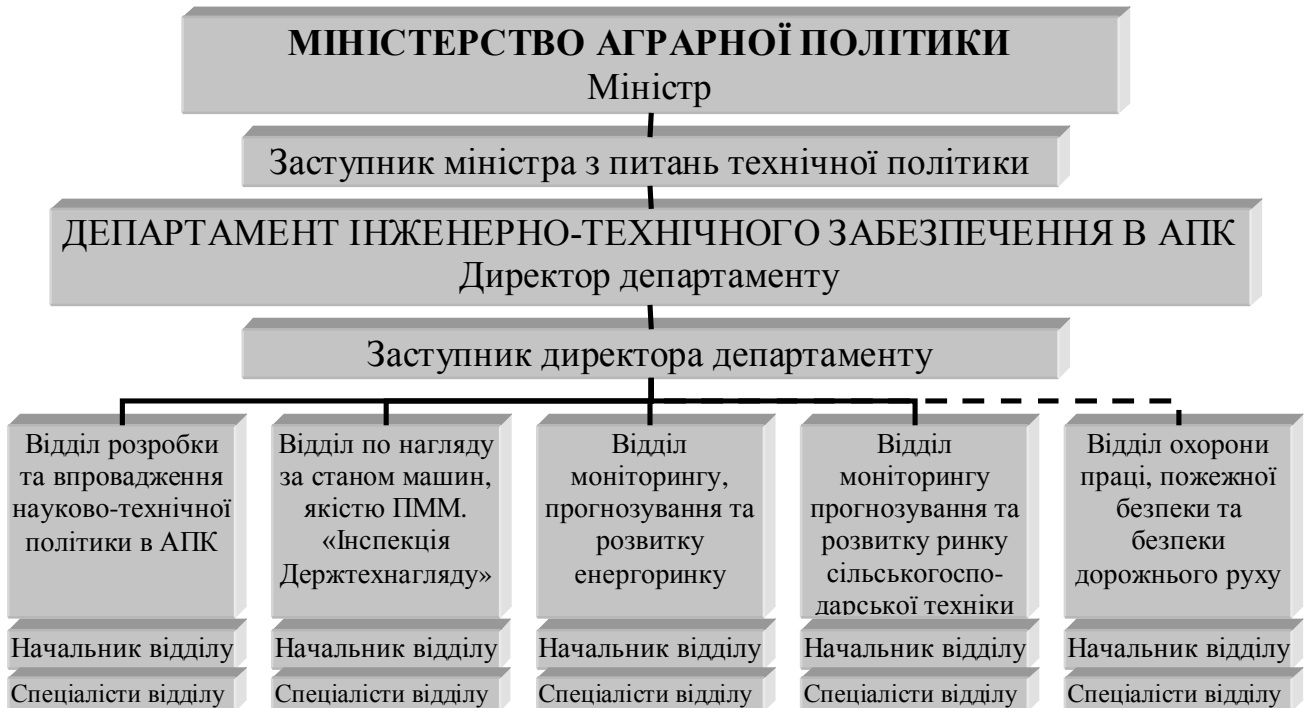 МІНІСТЕРСТВО АГРАРНОЇ ПОЛІТИКИ
Міністр
Заступник міністра з питань технічної політики
ДЕПАРТАМЕНТ ІНЖЕНЕРНО-ТЕХНІЧНОГО ЗАБЕЗПЕЧЕННЯ В АПК
Директор департаменту
Заступник директора департаменту
Відділ розробки
та впровадження
науково-технічної
політики в АПК
Начальник відділу
Спеціалісти відділу
Відділ по нагляду
за станом машин,
якістю ПММ.
«Інспекція
Держтехнагляду»
Начальник відділу
Спеціалісти відділу
Відділ
моніторингу,
прогнозування та
розвитку
енергоринку
Начальник відділу
Спеціалісти відділу
Відділ
моніторингу
прогнозування та
розвитку ринку
сільськогоспо-
дарської техніки
Начальник відділу
Спеціалісти відділу
Відділ охорони
праці, пожежної
безпеки та
безпеки
дорожнього руху
Начальник відділу
Спеціалісти відділу